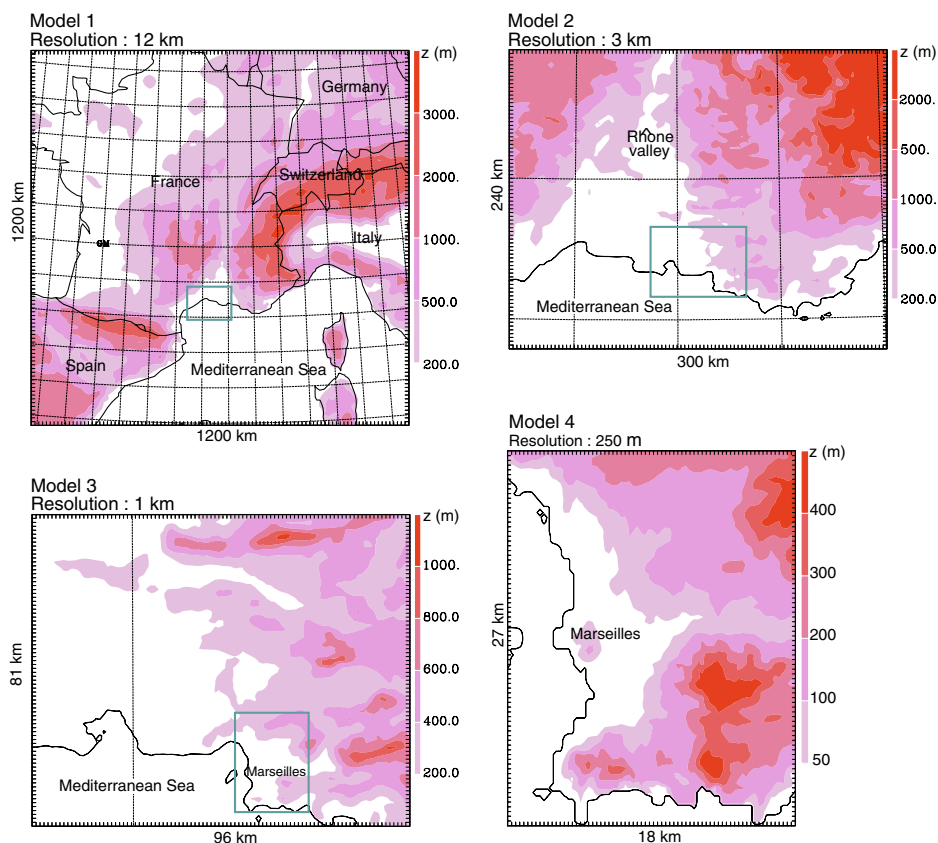 Model 1
Resolution : 12 km
z (m)
Germany
3000.
Switzerland
2000.
France
1200 km
Italy
1000.
500.0
200.0
Spain
Mediterranean Sea
1200 km
Model 2
Resolution : 3 km
z (m)
2000.
Rhone
valley
500.
240 km
1000.0
500.0
200.0
Mediterranean Sea
300 km
Model 3
Resolution : 1 km
z (m)
1000.
800.0
600.0
81 km
400.0
200.0
Marseilles
Mediterranean Sea
96 km
Model 4
Resolution : 250 m
z (m)
400
300
200
Marseilles
27 km
100
50
18 km